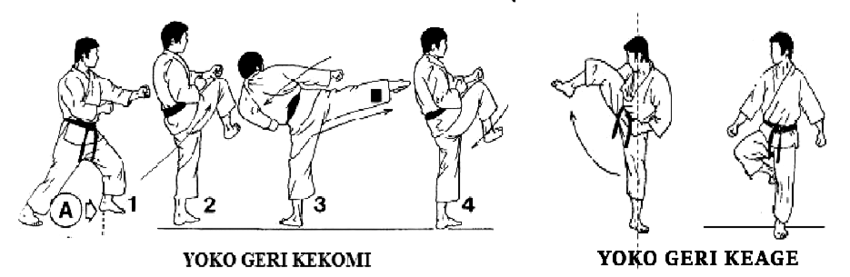 A 1 2 3 4
YOKO GERI KEKOMI
YOKO GERI KEAGE